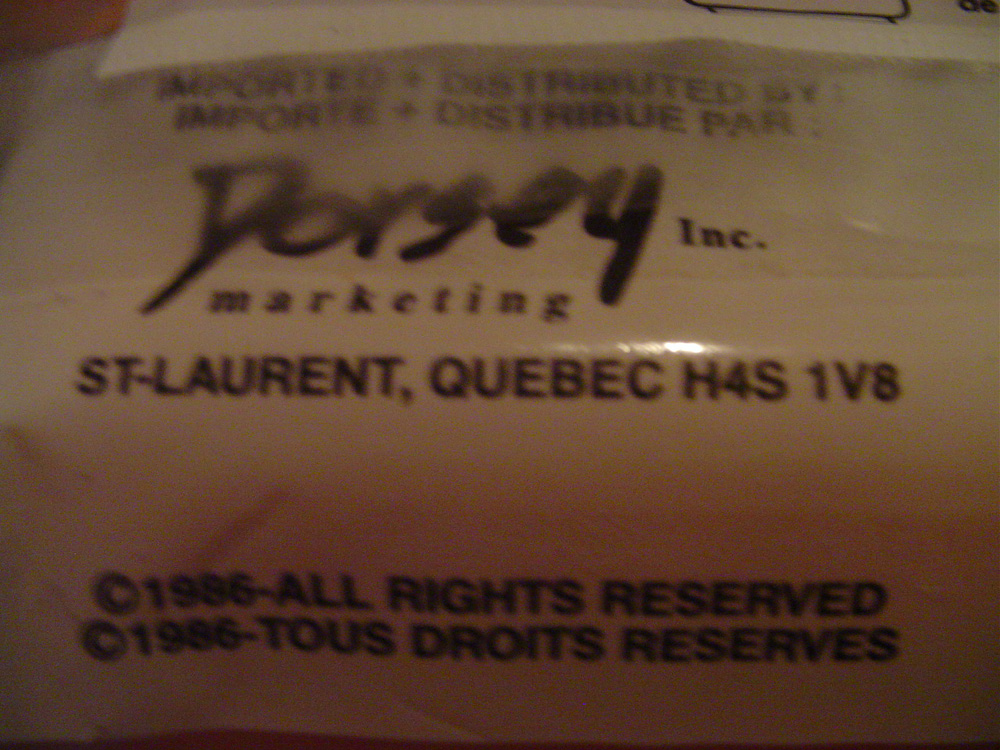 de
IMPORTED + DISTRIBUTED BY :
IMPORTE + DISTRIBUE PAR :
Dorsey Inc.
marketing
ST-LAURENT, QUEBEC H4S 1V8
©1986-ALL RIGHTS RESERVED
©1986-TOUS DROITS RESERVES